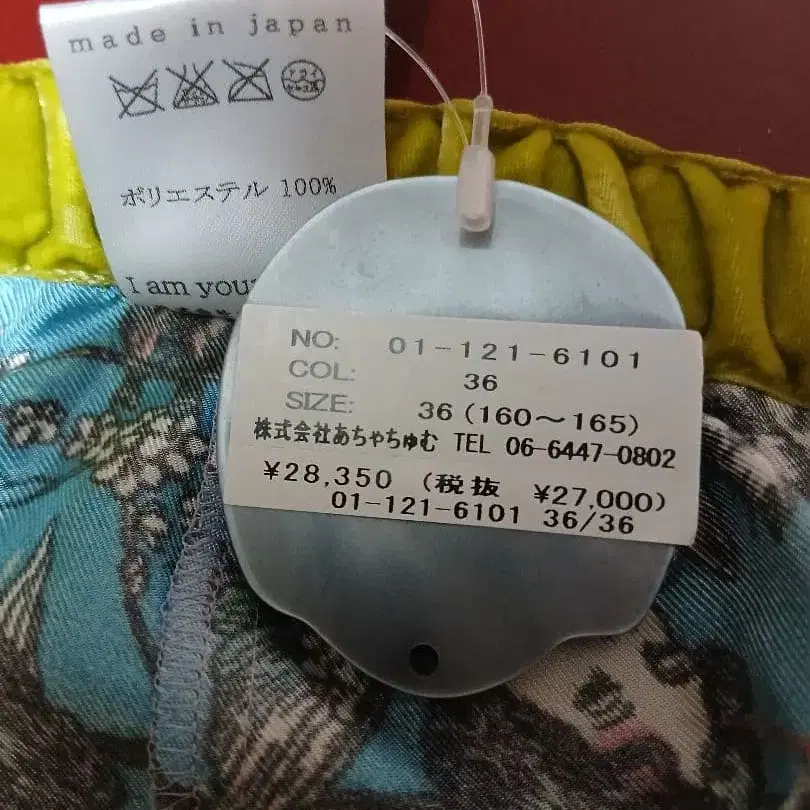 made in japan
ポリエステル 100%
I am you
NO: 01-121-6101
COL: 36
SIZE: 36 (160〜165)
株式会社あちゃちゅむ TEL 06-6447-0802
¥28,350 (税抜 ¥27,000)
01-121-6101 36/36